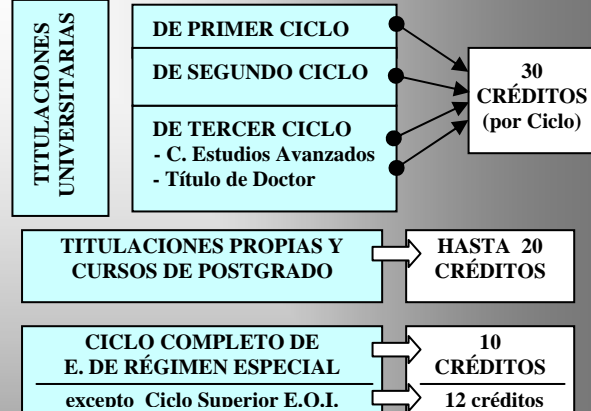 TITULACIONES
UNIVERSITARIAS
DE PRIMER CICLO
DE SEGUNDO CICLO
DE TERCER CICLO
- C. Estudios Avanzados
- Título de Doctor
30
CRÉDITOS
(por Ciclo)
TITULACIONES PROPIAS Y
CURSOS DE POSTGRADO
HASTA 20
CRÉDITOS
CICLO COMPLETO DE
E. DE RÉGIMEN ESPECIAL
10
CRÉDITOS
excepto Ciclo Superior E.O.I.
12 créditos